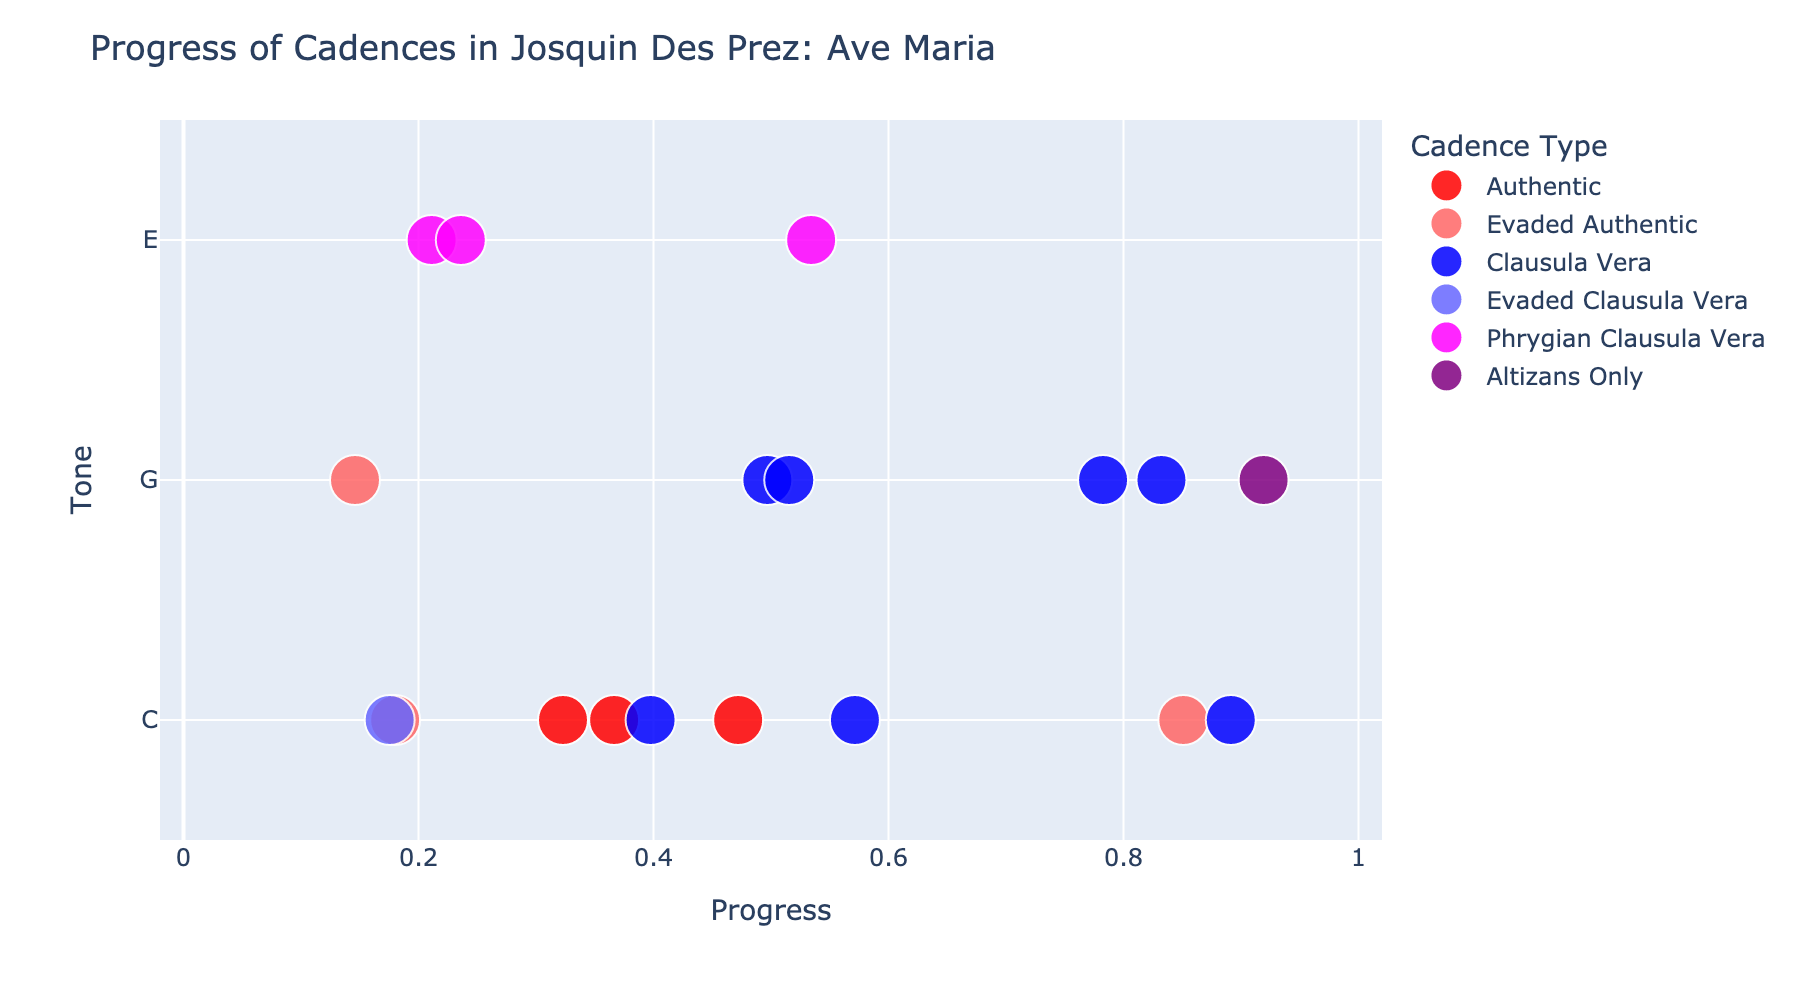 Progress of Cadences in Josquin Des Prez: Ave Maria
Cadence Type
Authentic
Evaded Authentic
Clausula Vera
Evaded Clausula Vera
Phrygian Clausula Vera
Altizans Only
Tone
E
G
C
0
0.2
0.4
0.6
0.8
1
Progress